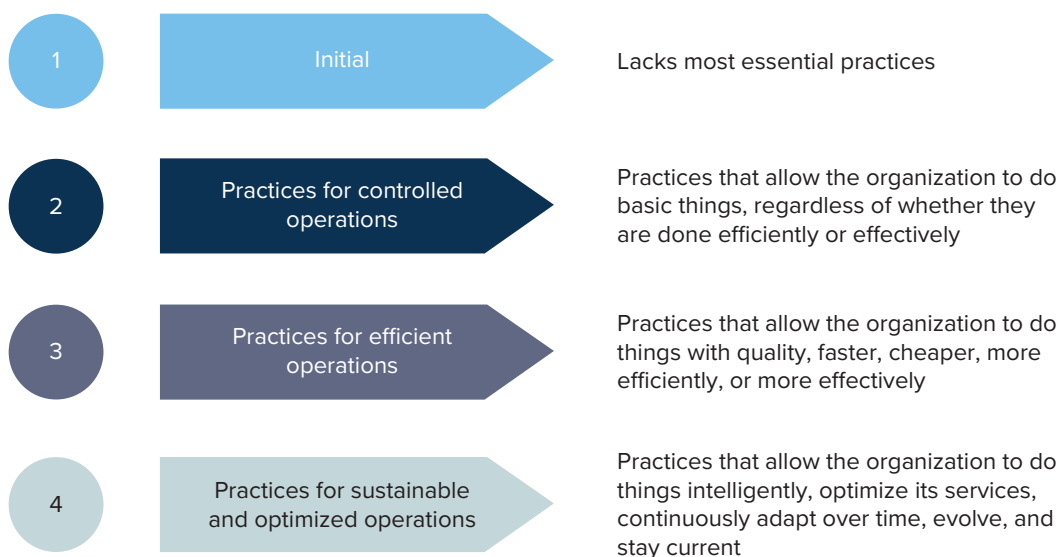 1
Initial
Lacks most essential practices
2
Practices for controlled
operations
Practices that allow the organization to do
basic things, regardless of whether they
are done efficiently or effectively
3
Practices for efficient
operations
Practices that allow the organization to do
things with quality, faster, cheaper, more
efficiently, or more effectively
4
Practices for sustainable
and optimized operations
Practices that allow the organization to do
things intelligently, optimize its services,
continuously adapt over time, evolve, and
stay current